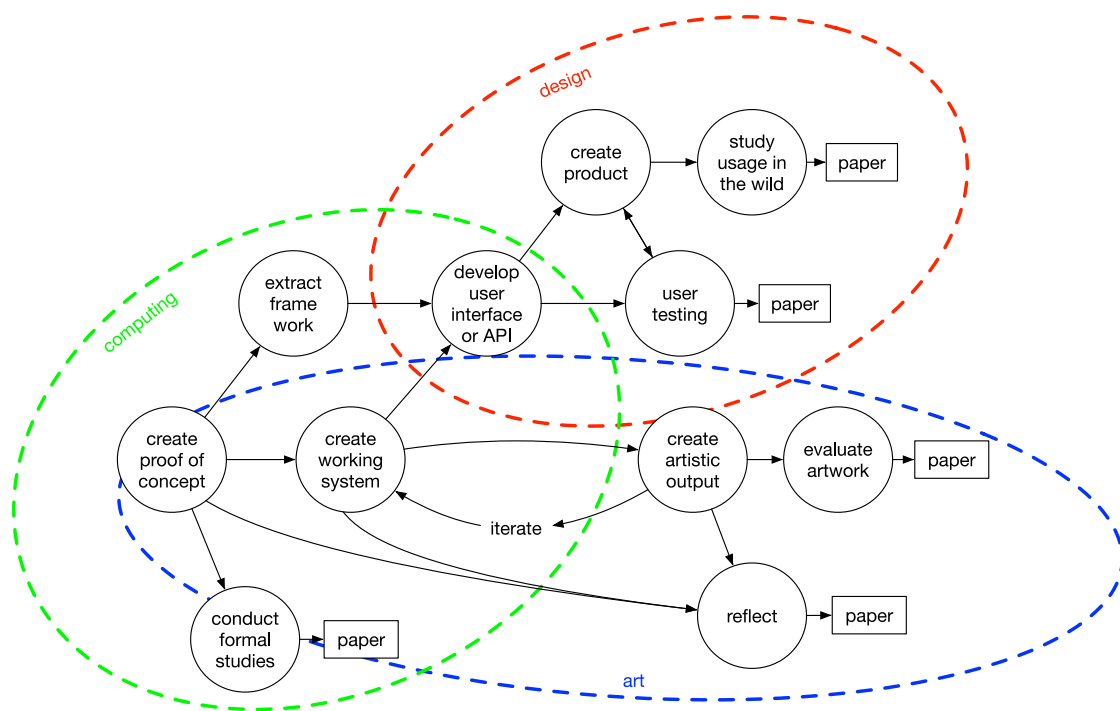 design
create
product
study
usage in
the wild
paper
computing
extract
frame
work
develop
user
interface
or API
user
testing
paper
create
proof of
concept
create
working
system
create
artistic
output
evaluate
artwork
paper
iterate
conduct
formal
studies
paper
reflect
paper
art